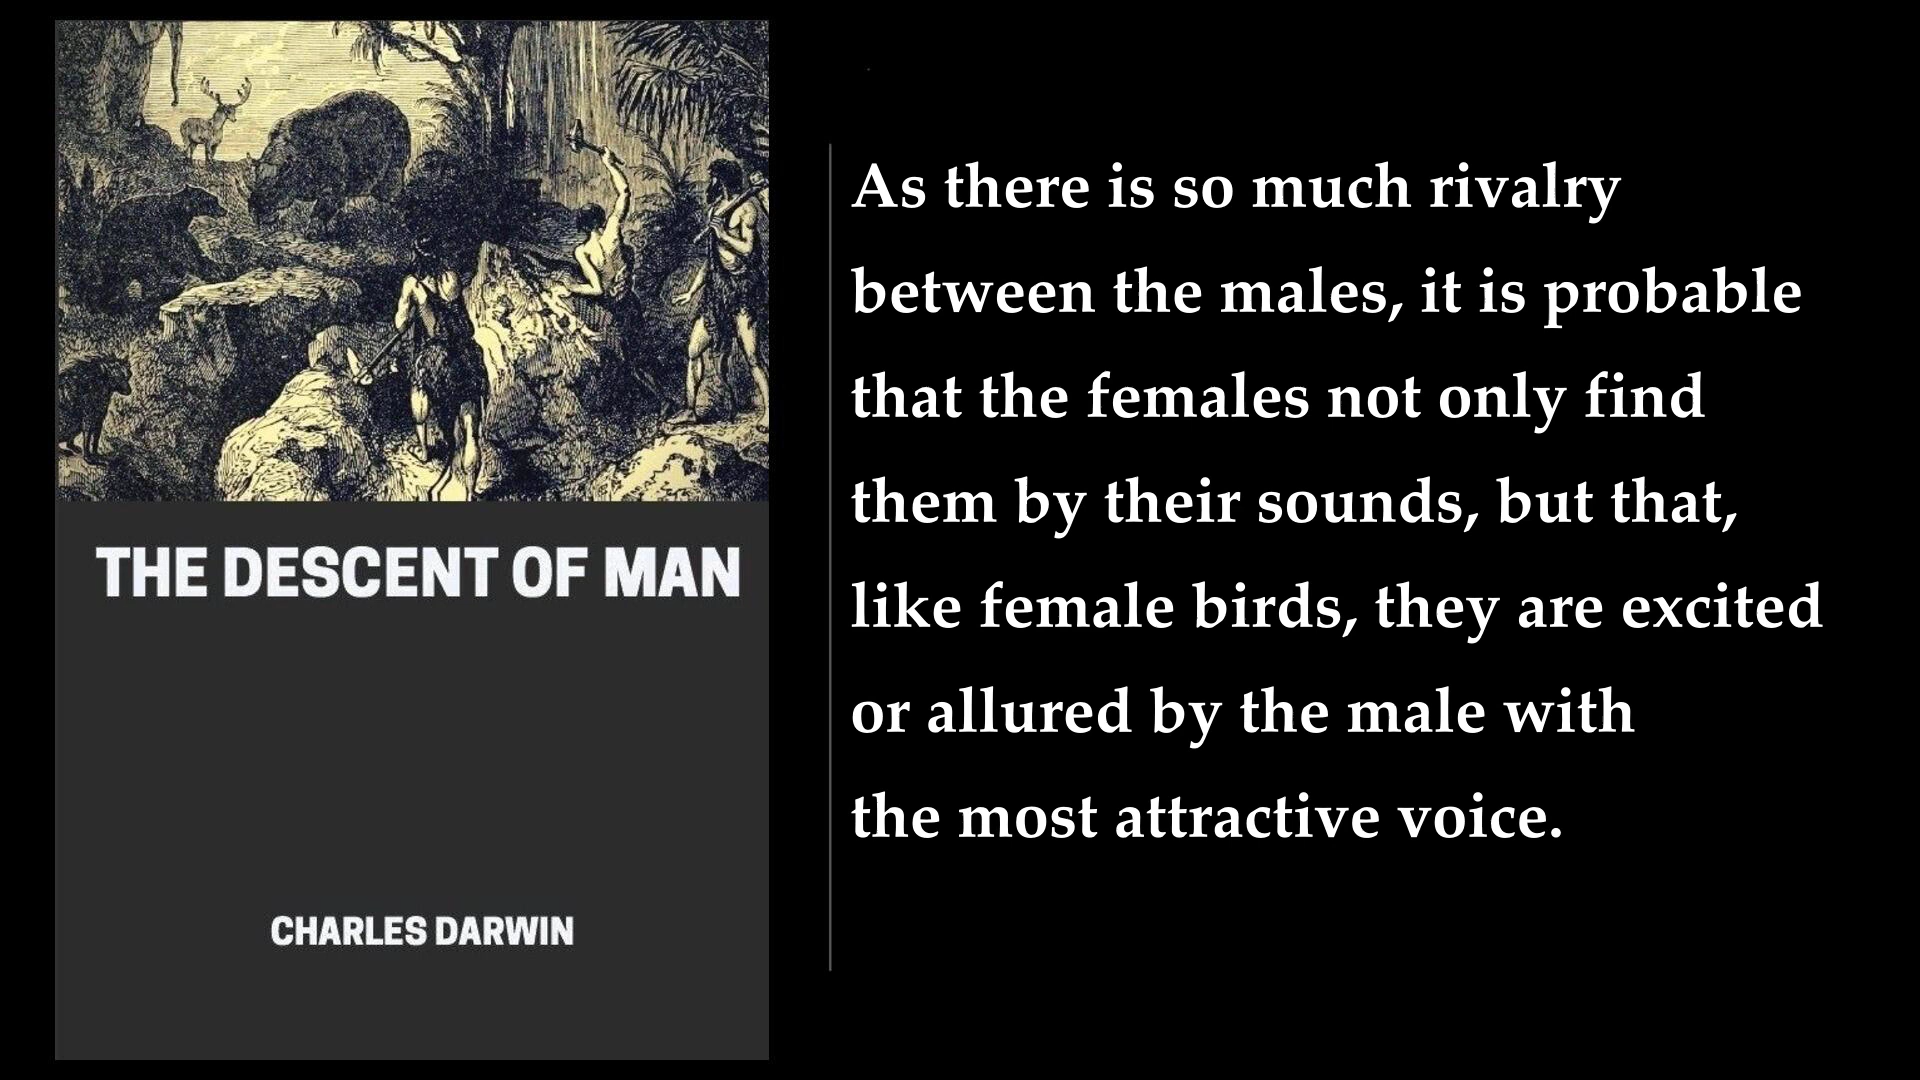 THE DESCENT OF MAN
CHARLES DARWIN
As there is so much rivalry
between the males, it is probable
that the females not only find
them by their sounds, but that,
like female birds, they are excited
or allured by the male with
the most attractive voice.